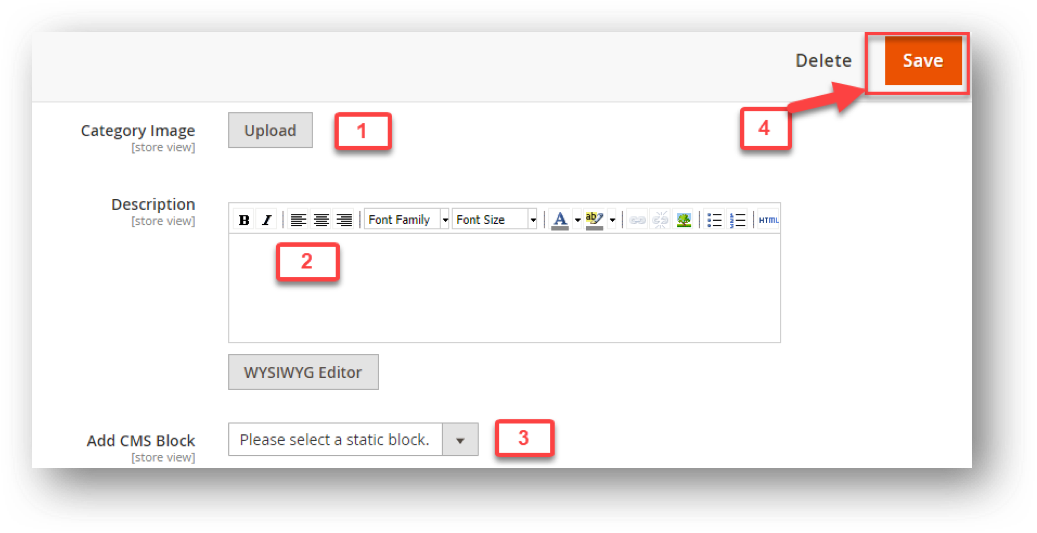 Delete
Save
Category Image
Upload
1
4
[store view]
Description
[store view]
B I Font Family Font Size A ab HTML
2
WYSIWYG Editor
Add CMS Block
Please select a static block.
3
[store view]